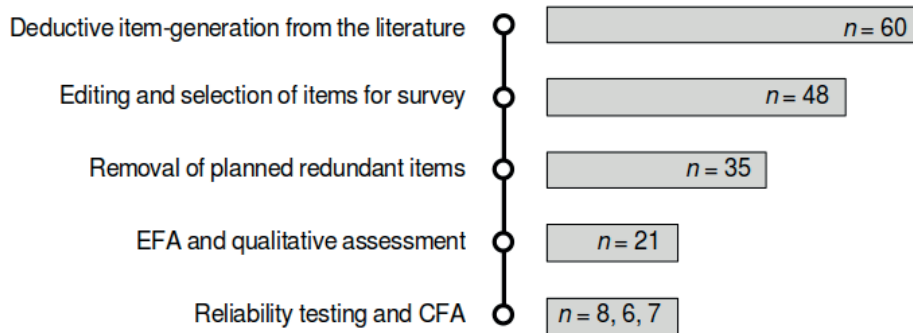 Deductive item-generation from the literature n = 60
Editing and selection of items for survey n = 48
Removal of planned redundant items n = 35
EFA and qualitative assessment n = 21
Reliability testing and CFA n = 8, 6, 7